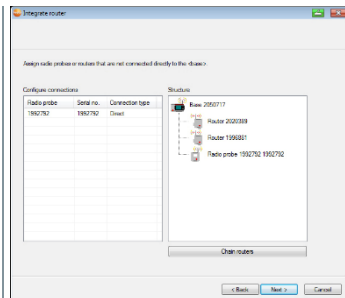 Integrate router
Assign radio probes or routers that are not connected directly to the <base>
Configure connections
Structure
Radio probe Serial no. Connection type
1992792 1992792 Direct
Base 2050717
Router 2020389
Router 1996881
Radio probe 1992792 1992792
Chain routers
< Back Next > Cancel